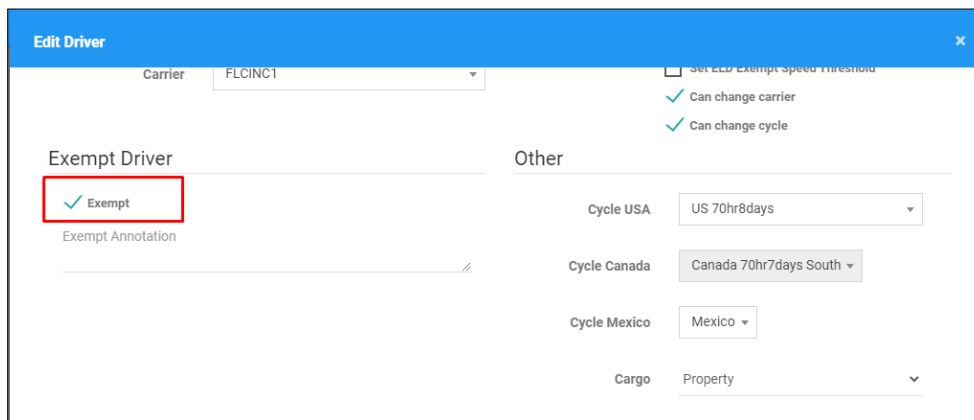 Edit Driver ×
Carrier FLCINC1
Set ELD Exempt Speed Threshold
Can change carrier
Can change cycle
Exempt Driver
Exempt
Exempt Annotation
Other
Cycle USA US 70hr8days
Cycle Canada Canada 70hr7days South
Cycle Mexico Mexico
Cargo Property